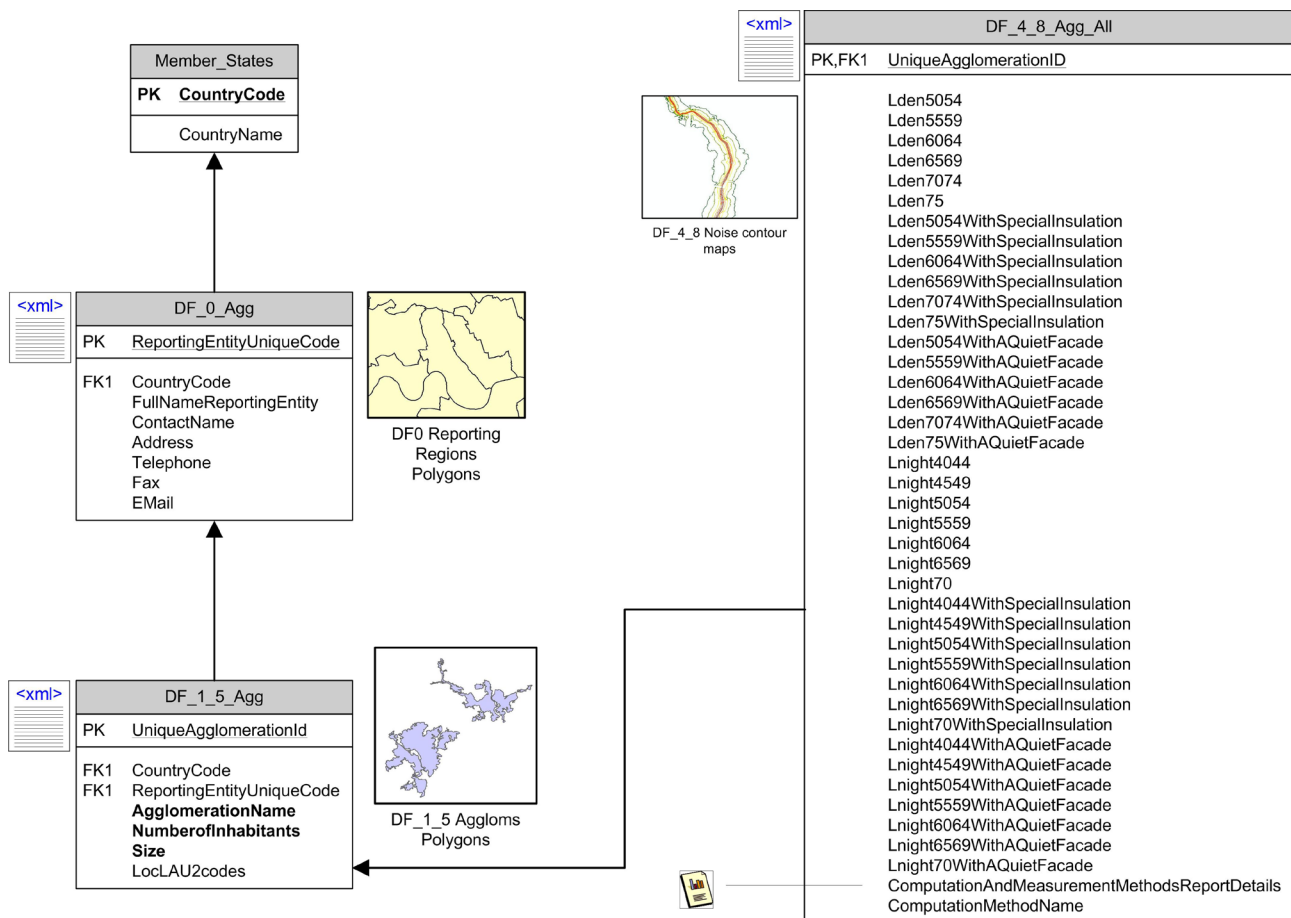 Member_States
PK CountryCode
CountryName
<xml>
DF_0_Agg
PK ReportingEntityUniqueCode
FK1 CountryCode
FullNameReportingEntity
ContactName
Address
Telephone
Fax
EMail
DF0 Reporting
Regions
Polygons
<xml>
DF_1_5_Agg
PK UniqueAgglomerationId
FK1 CountryCode
FK1 ReportingEntityUniqueCode
AgglomerationName
NumberofInhabitants
Size
LocLAU2codes
DF_1_5 Aggloms
Polygons
<xml>
DF_4_8 Noise contour
maps
DF_4_8_Agg_All
PK,FK1 UniqueAgglomerationID
Lden5054
Lden5559
Lden6064
Lden6569
Lden7074
Lden75
Lden5054WithSpecialInsulation
Lden5559WithSpecialInsulation
Lden6064WithSpecialInsulation
Lden6569WithSpecialInsulation
Lden7074WithSpecialInsulation
Lden75WithSpecialInsulation
Lden5054WithAQuietFacade
Lden5559WithAQuietFacade
Lden6064WithAQuietFacade
Lden6569WithAQuietFacade
Lden7074WithAQuietFacade
Lden75WithAQuietFacade
Lnight4044
Lnight4549
Lnight5054
Lnight5559
Lnight6064
Lnight6569
Lnight70
Lnight4044WithSpecialInsulation
Lnight4549WithSpecialInsulation
Lnight5054WithSpecialInsulation
Lnight5559WithSpecialInsulation
Lnight6064WithSpecialInsulation
Lnight6569WithSpecialInsulation
Lnight70WithSpecialInsulation
Lnight4044WithAQuietFacade
Lnight4549WithAQuietFacade
Lnight5054WithAQuietFacade
Lnight5559WithAQuietFacade
Lnight6064WithAQuietFacade
Lnight6569WithAQuietFacade
Lnight70WithAQuietFacade
ComputationAndMeasurementMethodsReportDetails
ComputationMethodName